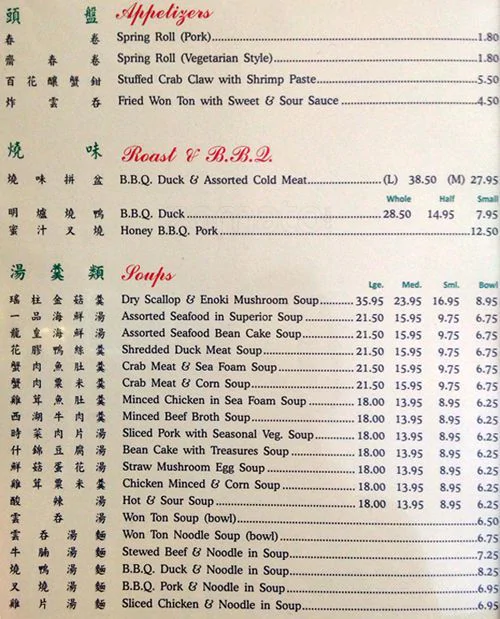 頭盤 Appetizers
春卷 Spring Roll (Pork) 1.80
齋春卷 Spring Roll (Vegetarian Style) 1.80
百花釀蟹鉗 Stuffed Crab Claw with Shrimp Paste 5.50
炸雲吞 Fried Won Ton with Sweet & Sour Sauce 4.50
燒味 Roast & B.B.Q.
燒味拼盆 B.B.Q. Duck & Assorted Cold Meat (L) 38.50 (M) 27.95
Whole Half Small
明爐燒鴨 B.B.Q. Duck 28.50 14.95 7.95
蜜汁叉燒 Honey B.B.Q. Pork 12.50
湯羹類 Soups
Lge. Med. Sml. Bowl
瑤柱金菇羹 Dry Scallop & Enoki Mushroom Soup 35.95 23.95 16.95 8.95
一品海鮮湯 Assorted Seafood in Superior Soup 21.50 15.95 9.75 6.75
龍皇海鮮湯 Assorted Seafood Bean Cake Soup 21.50 15.95 9.75 6.75
花膠鴨絲羹 Shredded Duck Meat Soup 21.50 15.95 9.75 6.75
蟹肉魚肚羹 Crab Meat & Sea Foam Soup 21.50 15.95 9.75 6.75
蟹肉粟米羹 Crab Meat & Corn Soup 21.50 15.95 9.75 6.75
雞茸魚肚羹 Minced Chicken in Sea Foam Soup 18.00 13.95 8.95 6.25
西湖牛肉羹 Minced Beef Broth Soup 18.00 13.95 8.95 6.25
時菜肉片湯 Sliced Pork with Seasonal Veg. Soup 18.00 13.95 8.95 6.25
什錦豆腐湯 Bean Cake with Treasures Soup 18.00 13.95 8.95 6.25
鮮菇蛋花湯 Straw Mushroom Egg Soup 18.00 13.95 8.95 6.25
雞茸粟米羹 Chicken Minced & Corn Soup 18.00 13.95 8.95 6.25
酸辣湯 Hot & Sour Soup 18.00 13.95 8.95 6.25
雲吞湯 Won Ton Soup (bowl) 6.50
雲吞湯麵 Won Ton Noodle Soup (bowl) 6.75
牛腩湯麵 Stewed Beef & Noodle in Soup 7.25
燒鴨湯麵 B.B.Q. Duck & Noodle in Soup 8.25
叉燒湯麵 B.B.Q. Pork & Noodle in Soup 6.95
雞片湯麵 Sliced Chicken & Noodle in Soup 6.95